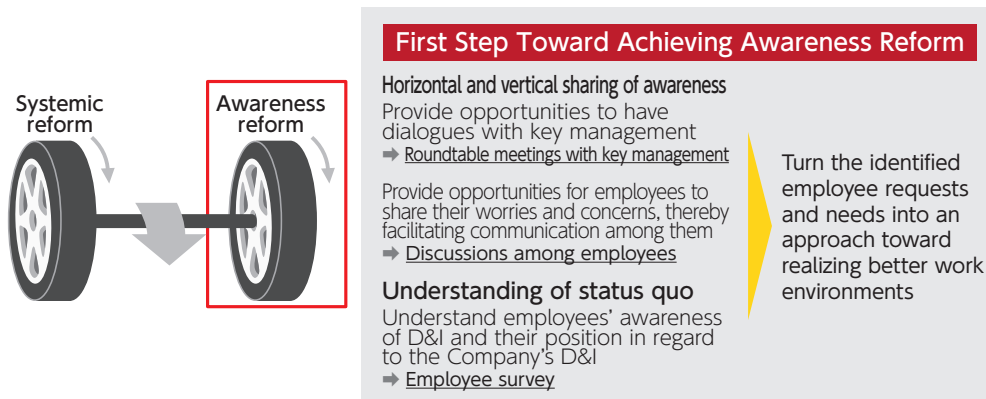 Systemic
reform
Awareness
reform
First Step Toward Achieving Awareness Reform
Horizontal and vertical sharing of awareness
Provide opportunities to have
dialogues with key management
➡ Roundtable meetings with key management
Provide opportunities for employees to
share their worries and concerns, thereby
facilitating communication among them
➡ Discussions among employees
Understanding of status quo
Understand employees’ awareness
of D&I and their position in regard
to the Company’s D&I
➡ Employee survey
Turn the identified
employee requests
and needs into an
approach toward
realizing better work
environments